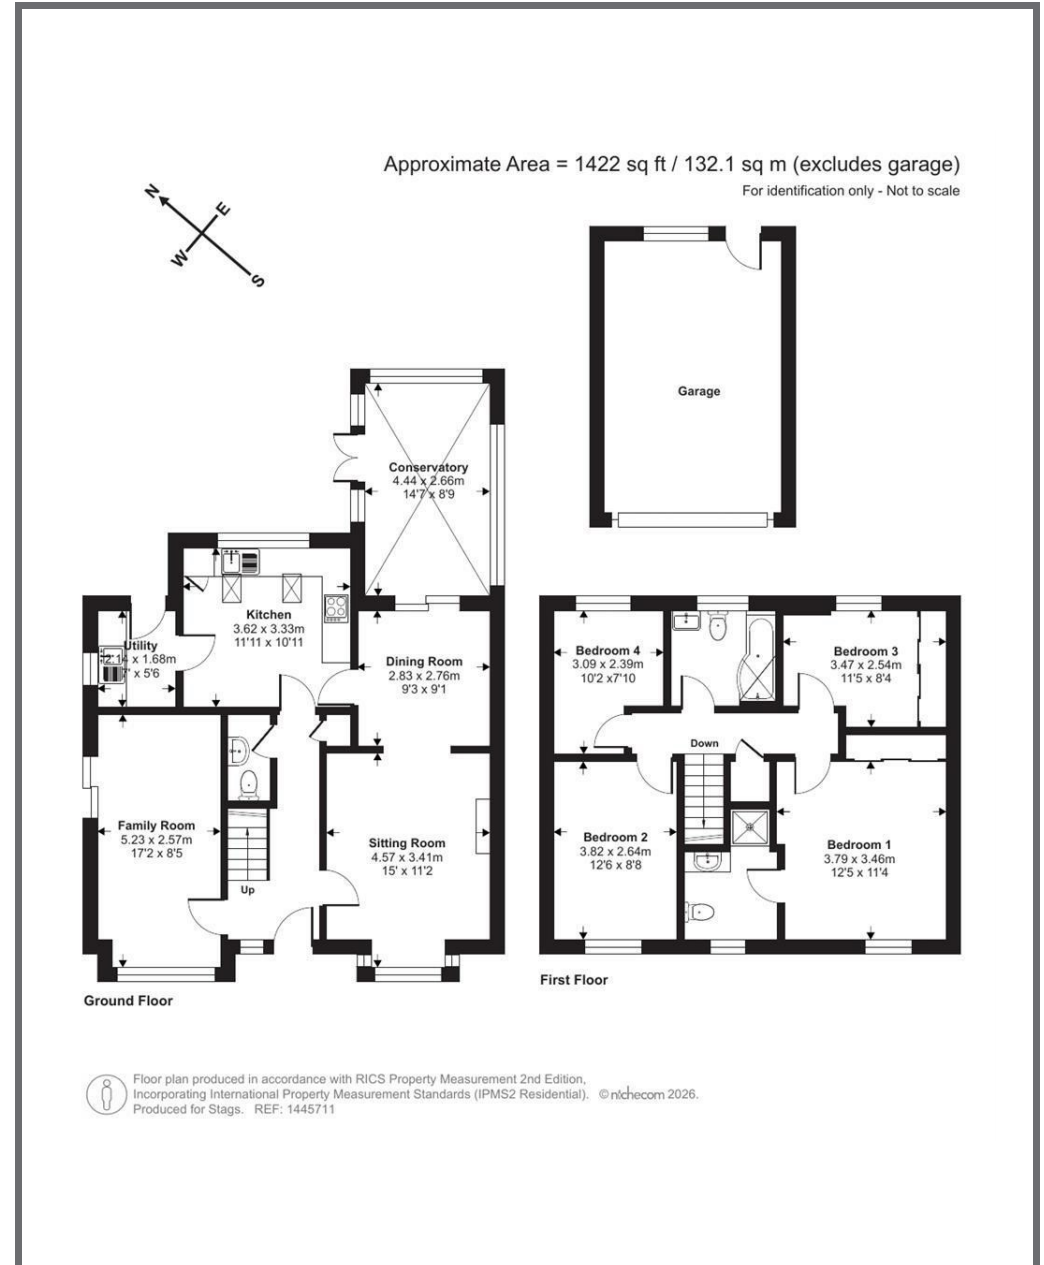 Approximate Area = 1422 sq ft / 132.1 sq m (excludes garage)
For identification only - Not to scale
N
E
W
S
Garage
Conservatory
4.44 x 2.66m
14'7 x 8'9
Kitchen
3.62 x 3.33m
11'11 x 10'11
Utility
2.14 x 1.68m
7' x 5'6
Dining Room
2.83 x 2.76m
9'3 x 9'1
Family Room
5.23 x 2.57m
17'2 x 8'5
Up
Sitting Room
4.57 x 3.41m
15' x 11'2
Ground Floor
Bedroom 4
3.09 x 2.39m
10'2 x7'10
Bedroom 3
3.47 x 2.54m
11'5 x 8'4
Down
Bedroom 2
3.82 x 2.64m
12'6 x 8'8
Bedroom 1
3.79 x 3.46m
12'5 x 11'4
First Floor
Floor plan produced in accordance with RICS Property Measurement 2nd Edition,
Incorporating International Property Measurement Standards (IPMS2 Residential). © nichecom 2026.
Produced for Stags. REF: 1445711